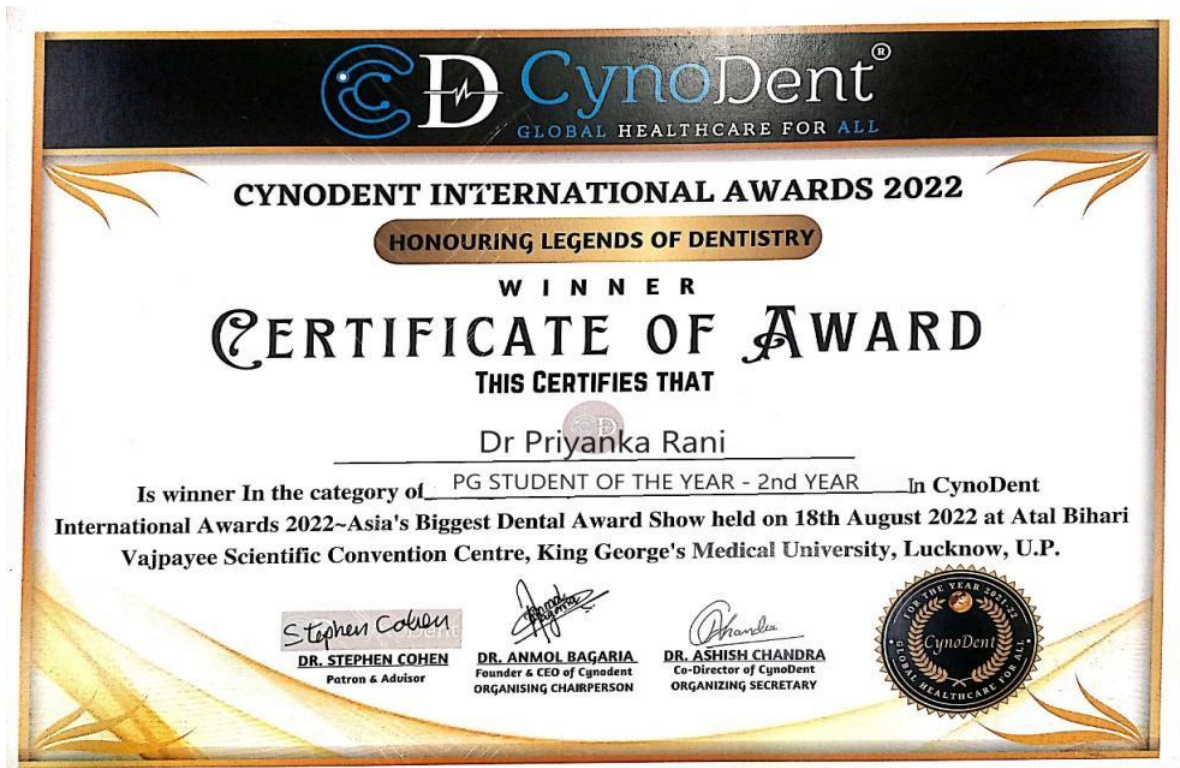 CD CynoDent®
GLOBAL HEALTHCARE FOR ALL
CYNODENT INTERNATIONAL AWARDS 2022
HONOURING LEGENDS OF DENTISTRY
WINNER
CERTIFICATE OF AWARD
THIS CERTIFIES THAT
CD
Dr Priyanka Rani
Is winner In the category of PG STUDENT OF THE YEAR - 2nd YEAR In CynoDent
International Awards 2022~Asia's Biggest Dental Award Show held on 18th August 2022 at Atal Bihari
Vajpayee Scientific Convention Centre, King George's Medical University, Lucknow, U.P.
Stephen Cohen
DR. STEPHEN COHEN
Patron & Advisor
Anmol Bagaria
DR. ANMOL BAGARIA
Founder & CEO of Cynodent
ORGANISING CHAIRPERSON
Chandra
DR. ASHISH CHANDRA
Co-Director of CynoDent
ORGANIZING SECRETARY
FOR THE YEAR 2021-22
CynoDent
GLOBAL HEALTHCARE FOR ALL